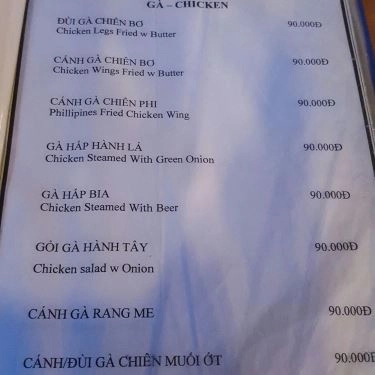 GÀ – CHICKEN
ĐÙI GÀ CHIÊN BƠ 90.000Đ
Chicken Legs Fried w Butter
CÁNH GÀ CHIÊN BƠ 90.000Đ
Chicken Wings Fried w Butter
CÁNH GÀ CHIÊN PHI 90.000Đ
Phillipines Fried Chicken Wing
GÀ HẤP HÀNH LÁ 90.000Đ
Chicken Steamed With Green Onion
GÀ HẤP BIA 90.000Đ
Chicken Steamed With Beer
GỎI GÀ HÀNH TÂY 90.000Đ
Chicken salad w Onion
CÁNH GÀ RANG ME 90.000Đ
CÁNH/ĐÙI GÀ CHIÊN MUỐI ỚT 90.000Đ